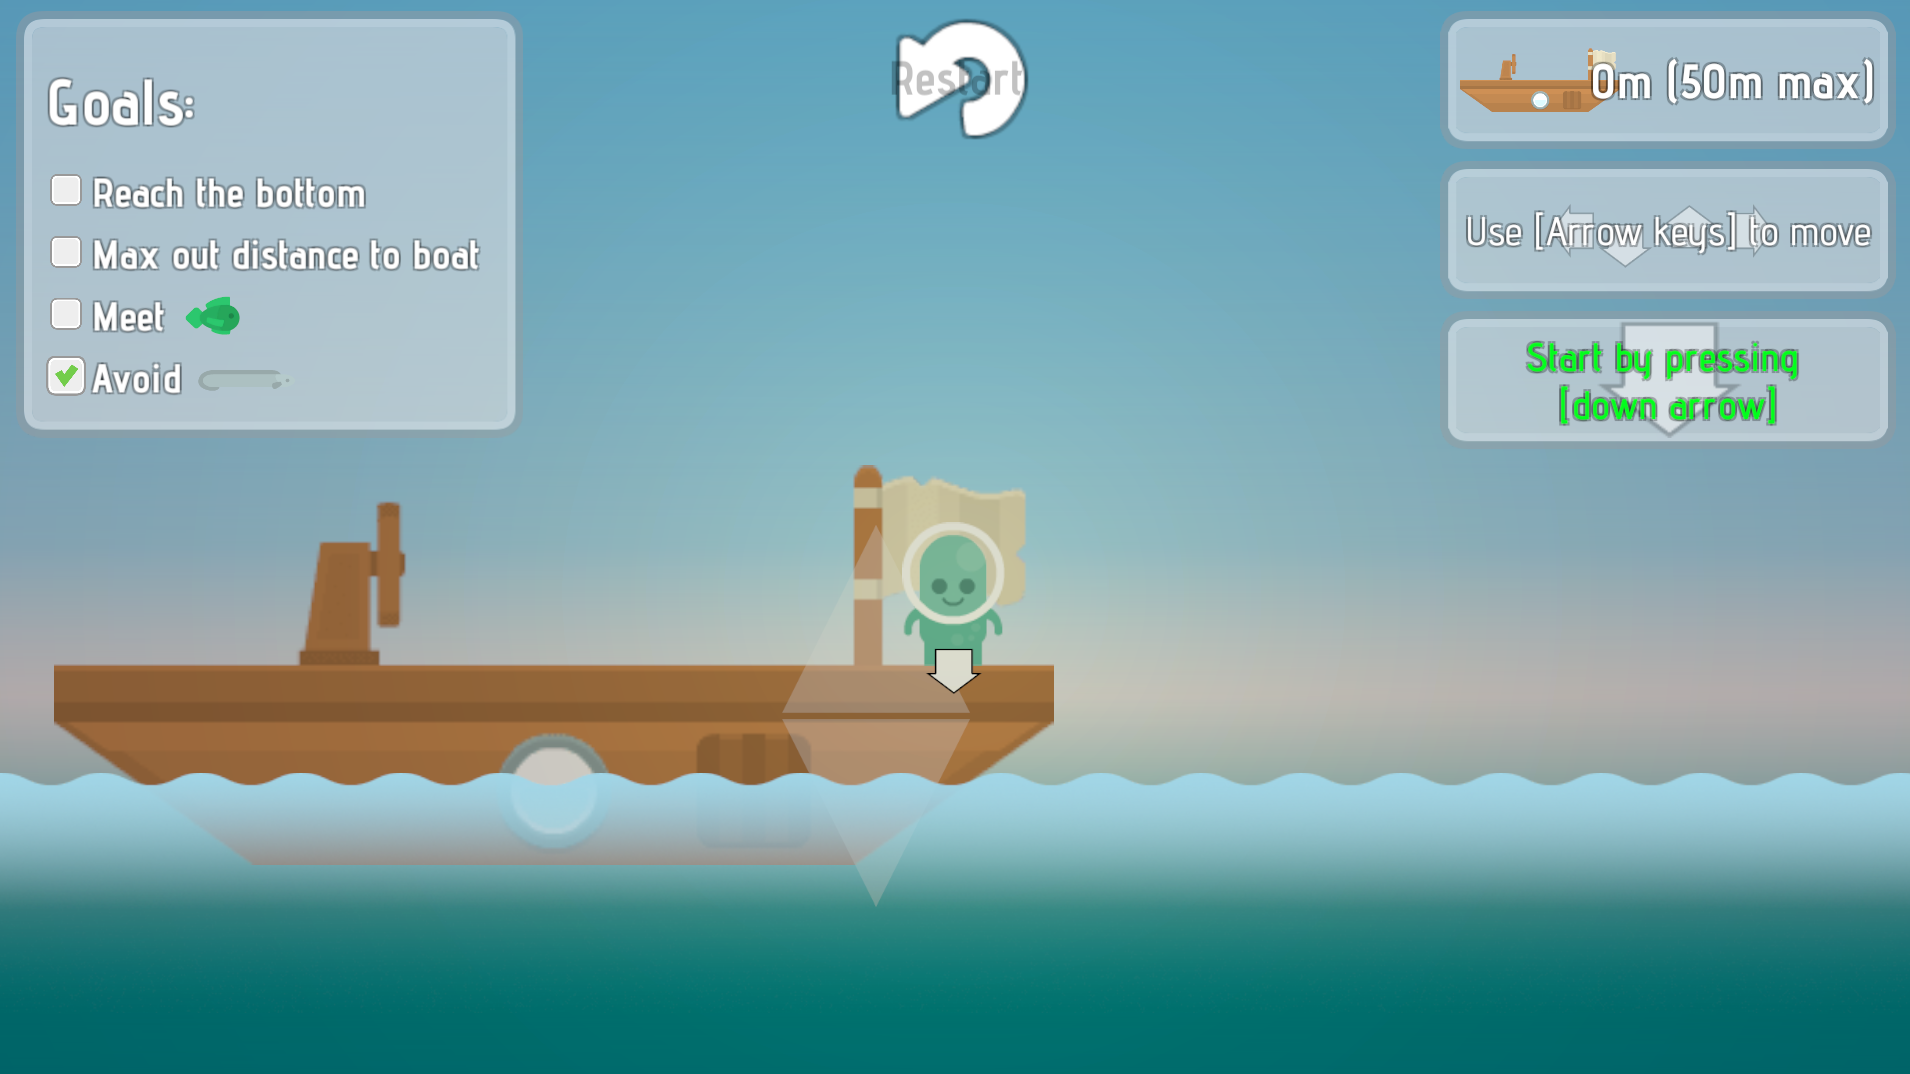 Goals:
Reach the bottom
Max out distance to boat
Meet
Avoid
Restart
0m (50m max)
Use [Arrow keys] to move
Start by pressing
[down arrow]